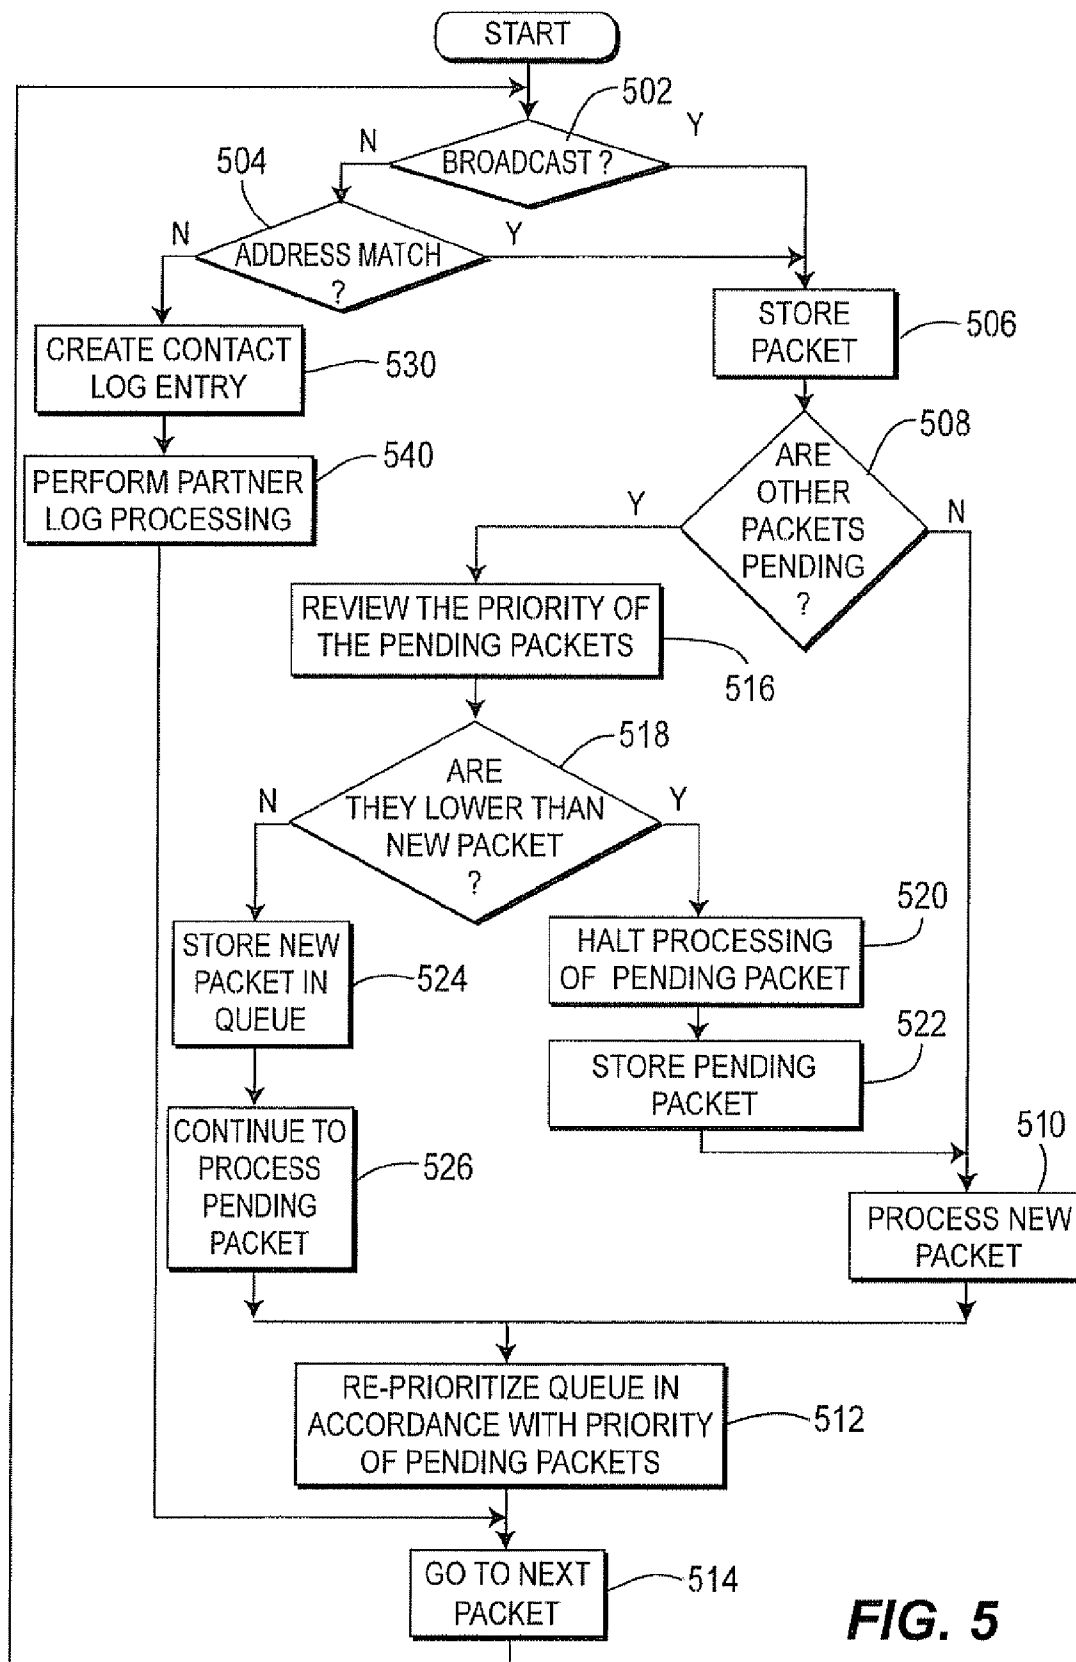 START
502
Y
N
BROADCAST ?
504
N
Y
ADDRESS MATCH
?
STORE
PACKET
506
CREATE CONTACT
LOG ENTRY
530
508
540
PERFORM PARTNER
LOG PROCESSING
ARE
OTHER
PACKETS
PENDING
?
Y
N
REVIEW THE PRIORITY OF
THE PENDING PACKETS
516
518
ARE
THEY LOWER THAN
NEW PACKET
?
N
Y
520
STORE NEW
PACKET IN
QUEUE
524
HALT PROCESSING
OF PENDING PACKET
522
STORE PENDING
PACKET
CONTINUE TO
PROCESS
PENDING
PACKET
526
510
PROCESS NEW
PACKET
RE-PRIORITIZE QUEUE IN
ACCORDANCE WITH PRIORITY
OF PENDING PACKETS
512
GO TO NEXT
PACKET
514
FIG. 5